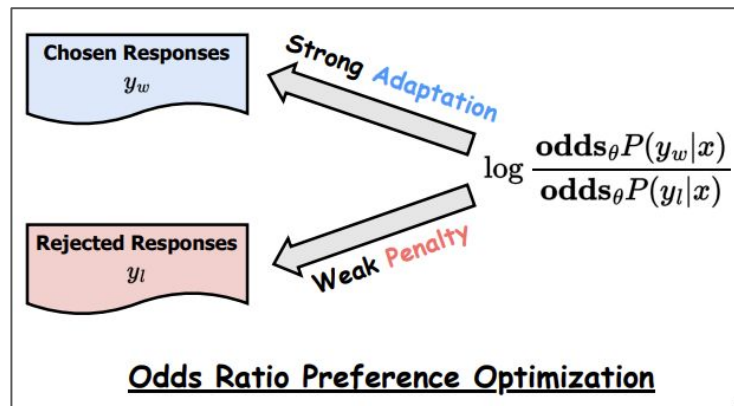 Chosen Responses
y_w
Strong Adaptation
log odds_θ P(y_w|x) / odds_θ P(y_l|x)
Rejected Responses
y_l
Weak Penalty
Odds Ratio Preference Optimization